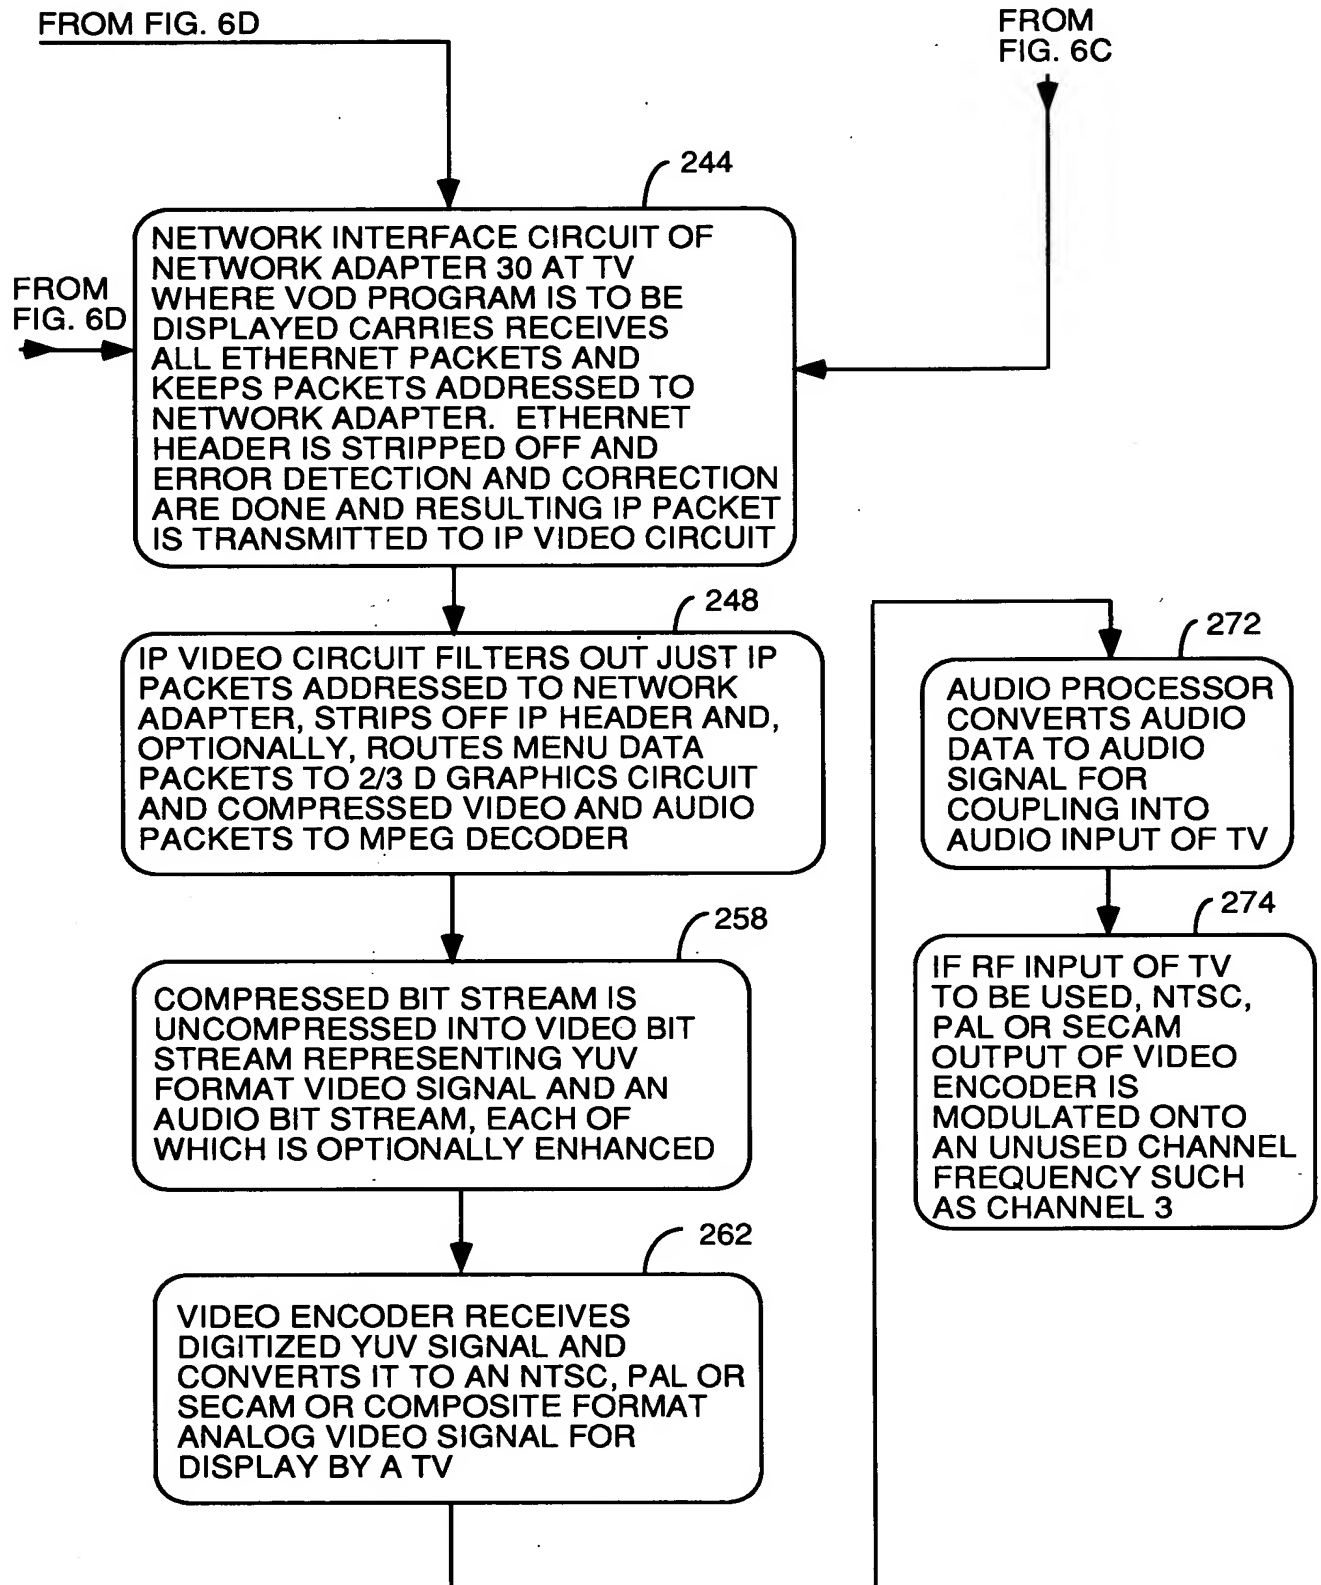 FROM FIG. 6D
FROM
FIG. 6C
244
NETWORK INTERFACE CIRCUIT OF
NETWORK ADAPTER 30 AT TV
WHERE VOD PROGRAM IS TO BE
DISPLAYED CARRIES RECEIVES
ALL ETHERNET PACKETS AND
KEEPS PACKETS ADDRESSED TO
NETWORK ADAPTER. ETHERNET
HEADER IS STRIPPED OFF AND
ERROR DETECTION AND CORRECTION
ARE DONE AND RESULTING IP PACKET
IS TRANSMITTED TO IP VIDEO CIRCUIT
FROM
FIG. 6D
248
IP VIDEO CIRCUIT FILTERS OUT JUST IP
PACKETS ADDRESSED TO NETWORK
ADAPTER, STRIPS OFF IP HEADER AND,
OPTIONALLY, ROUTES MENU DATA
PACKETS TO 2/3 D GRAPHICS CIRCUIT
AND COMPRESSED VIDEO AND AUDIO
PACKETS TO MPEG DECODER
258
COMPRESSED BIT STREAM IS
UNCOMPRESSED INTO VIDEO BIT
STREAM REPRESENTING YUV
FORMAT VIDEO SIGNAL AND AN
AUDIO BIT STREAM, EACH OF
WHICH IS OPTIONALLY ENHANCED
262
VIDEO ENCODER RECEIVES
DIGITIZED YUV SIGNAL AND
CONVERTS IT TO AN NTSC, PAL OR
SECAM OR COMPOSITE FORMAT
ANALOG VIDEO SIGNAL FOR
DISPLAY BY A TV
272
AUDIO PROCESSOR
CONVERTS AUDIO
DATA TO AUDIO
SIGNAL FOR
COUPLING INTO
AUDIO INPUT OF TV
274
IF RF INPUT OF TV
TO BE USED, NTSC,
PAL OR SECAM
OUTPUT OF VIDEO
ENCODER IS
MODULATED ONTO
AN UNUSED CHANNEL
FREQUENCY SUCH
AS CHANNEL 3